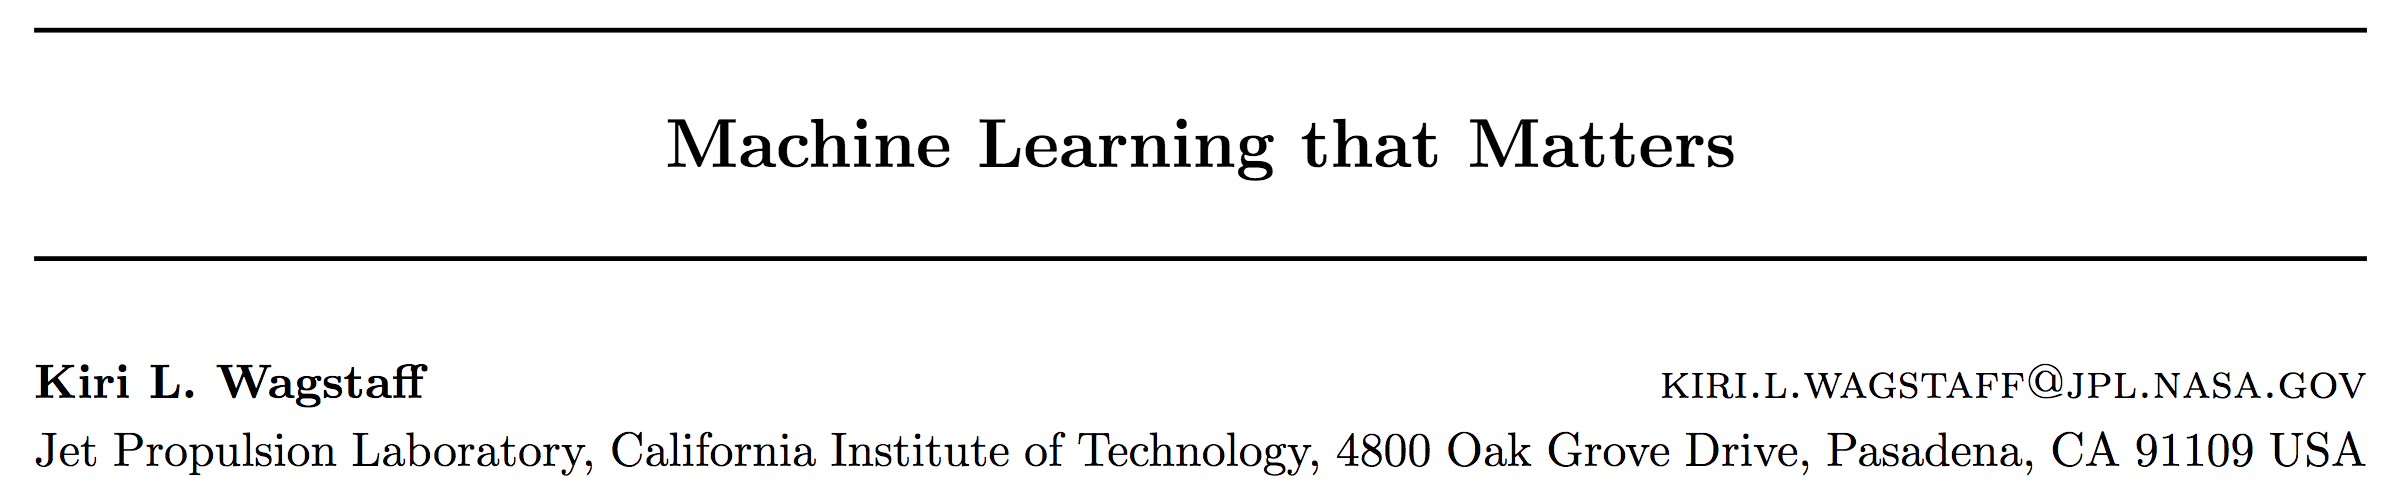 Machine Learning that Matters
Kiri L. Wagstaff KIRI.L.WAGSTAFF@JPL.NASA.GOV
Jet Propulsion Laboratory, California Institute of Technology, 4800 Oak Grove Drive, Pasadena, CA 91109 USA